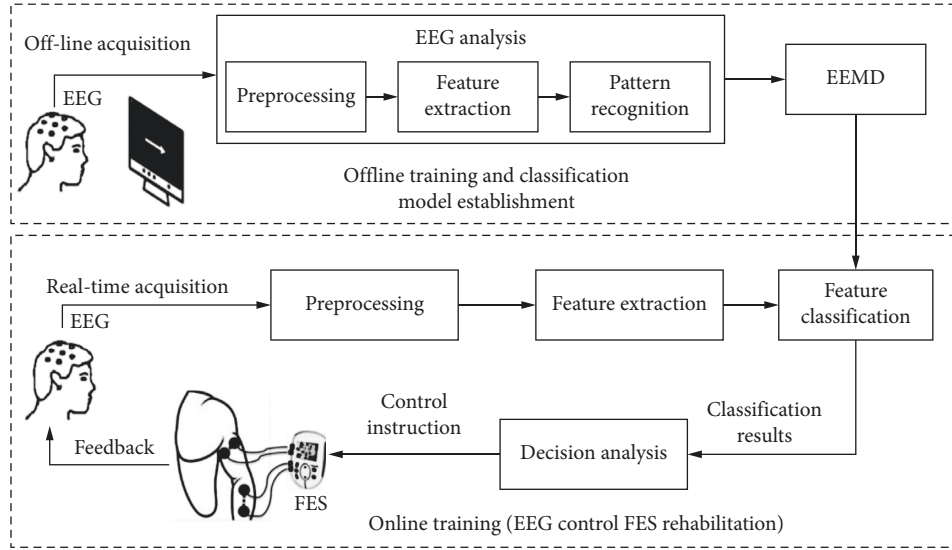 Off-line acquisition
EEG
EEG analysis
Preprocessing
Feature
extraction
Pattern
recognition
EEMD
Offline training and classification
model establishment
Real-time acquisition
EEG
Preprocessing
Feature extraction
Feature
classification
Classification
results
Decision analysis
Control
instruction
FES
Feedback
Online training (EEG control FES rehabilitation)